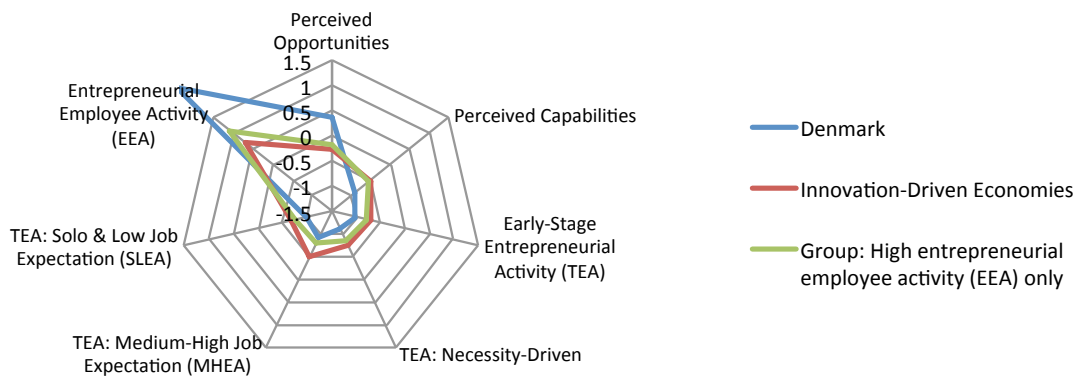 Perceived
Opportunities
1.5
1
0.5
0
-0.5
-1
-1.5
Perceived Capabilities
Early-Stage
Entrepreneurial
Activity (TEA)
TEA: Necessity-Driven
TEA: Medium-High Job
Expectation (MHEA)
TEA: Solo & Low Job
Expectation (SLEA)
Entrepreneurial
Employee Activity
(EEA)
Denmark
Innovation-Driven Economies
Group: High entrepreneurial
employee activity (EEA) only